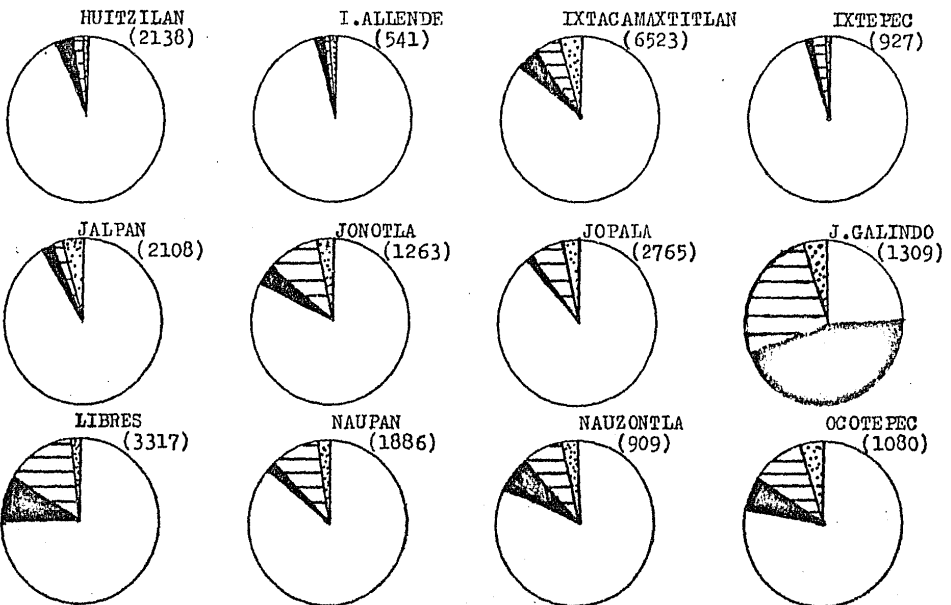 HUITZILAN
(2138)
I.ALLENDE
(541)
IXTACAMAXTITLAN
(6523)
IXTEPEC
(927)
JALPAN
(2108)
JONOTLA
(1263)
JOPALA
(2765)
J.GALINDO
(1309)
LIBRES
(3317)
NAUPAN
(1886)
NAUZONTLA
(909)
OCOTEPEC
(1080)